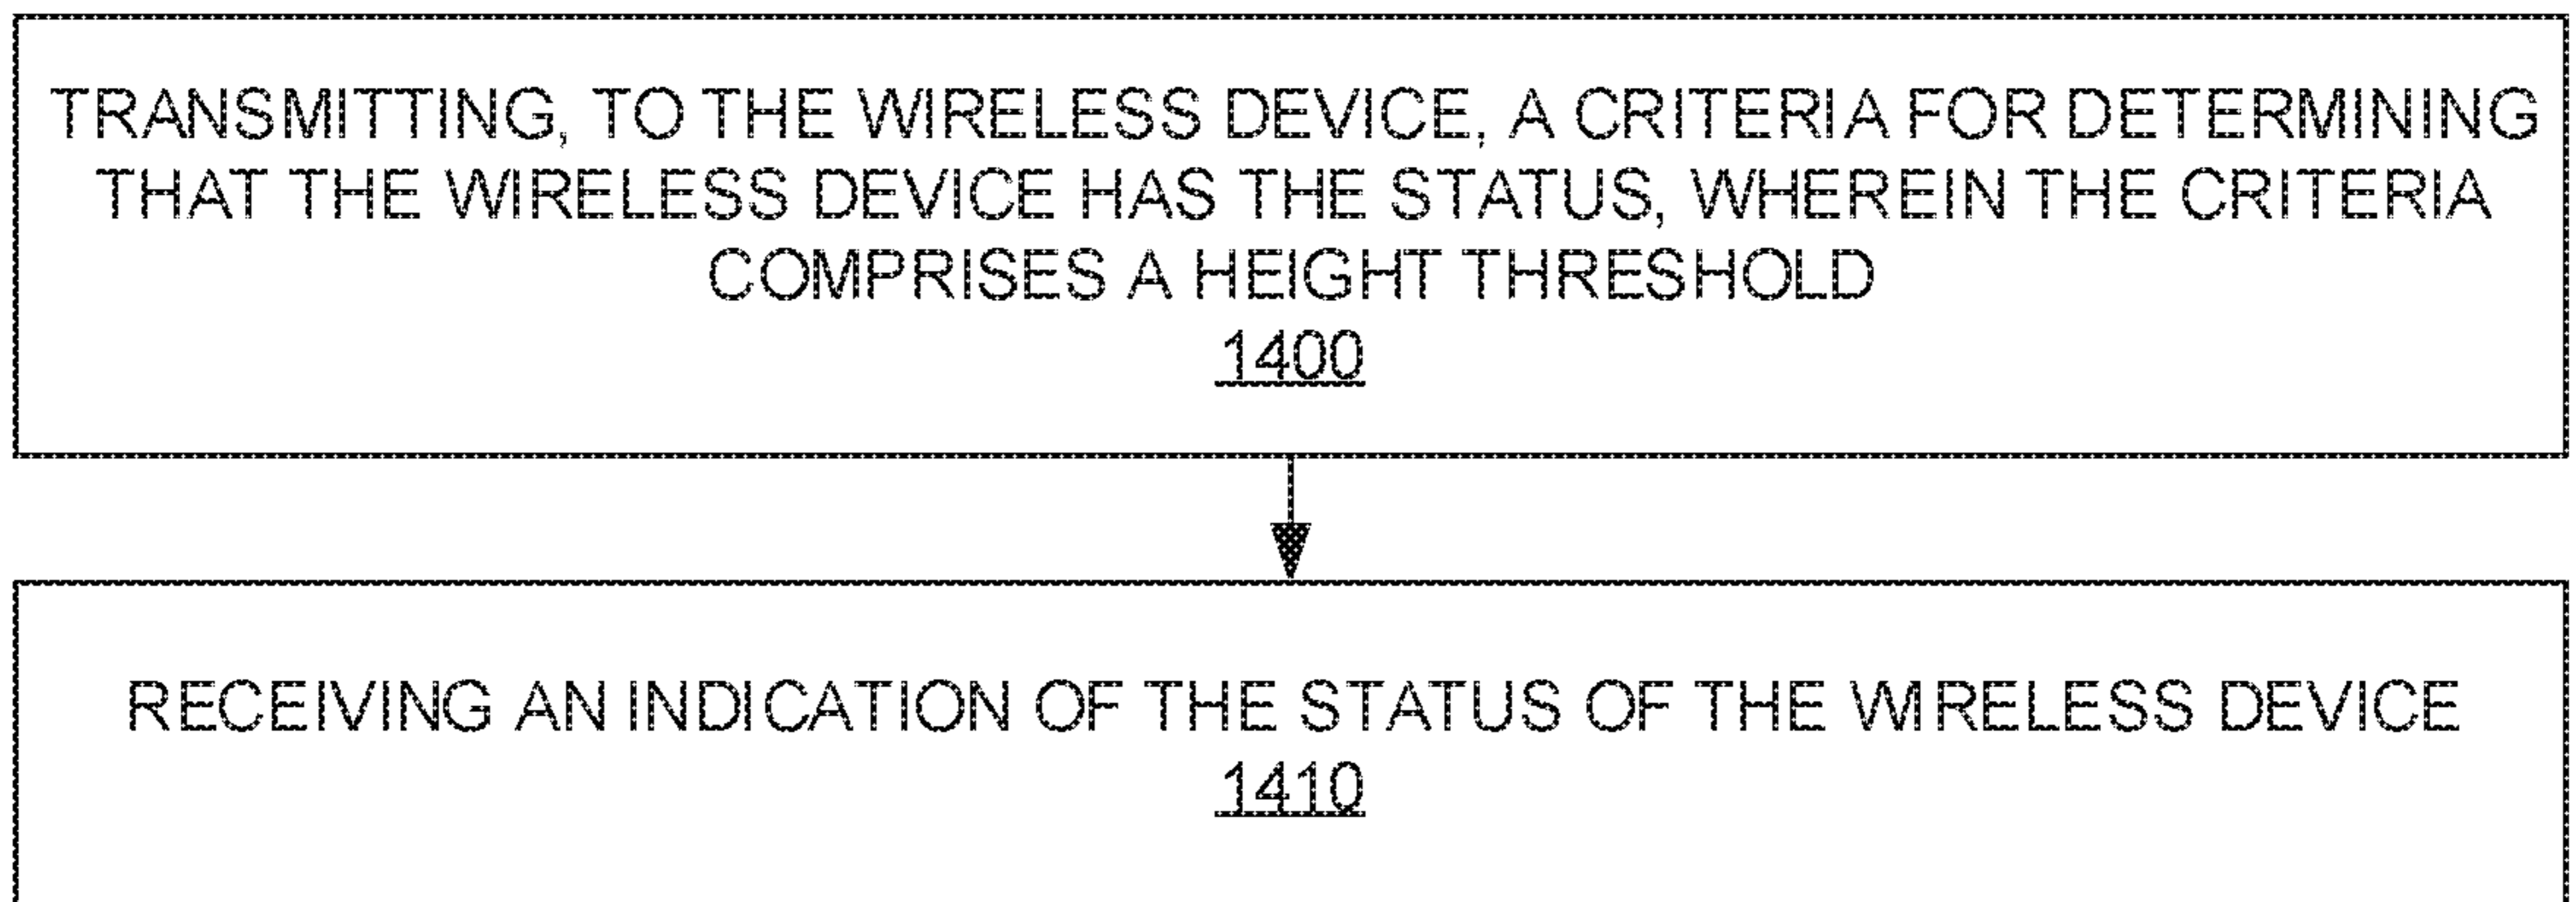 TRANSMITTING, TO THE WIRELESS DEVICE, A CRITERIA FOR DETERMINING
THAT THE WIRELESS DEVICE HAS THE STATUS, WHEREIN THE CRITERIA
COMPRISES A HEIGHT THRESHOLD
1400
RECEIVING AN INDICATION OF THE STATUS OF THE WIRELESS DEVICE
1410